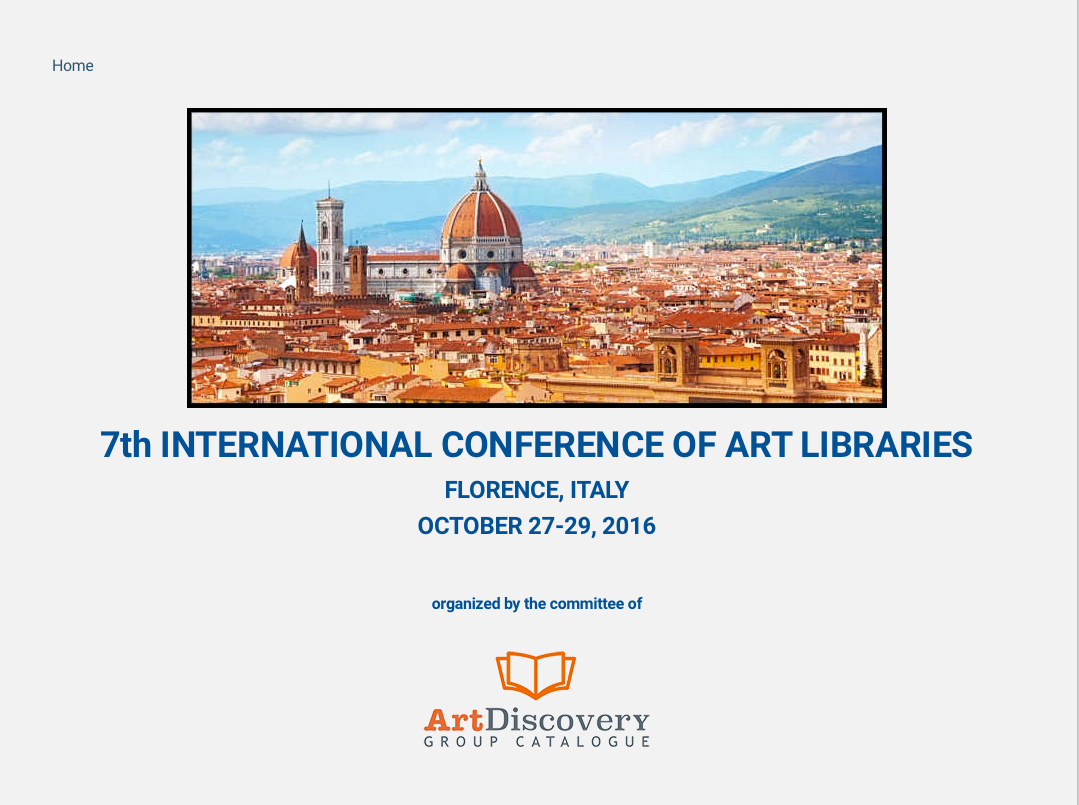 Home
7th INTERNATIONAL CONFERENCE OF ART LIBRARIES
FLORENCE, ITALY
OCTOBER 27-29, 2016
organized by the committee of
ArtDiscovery
GROUP CATALOGUE